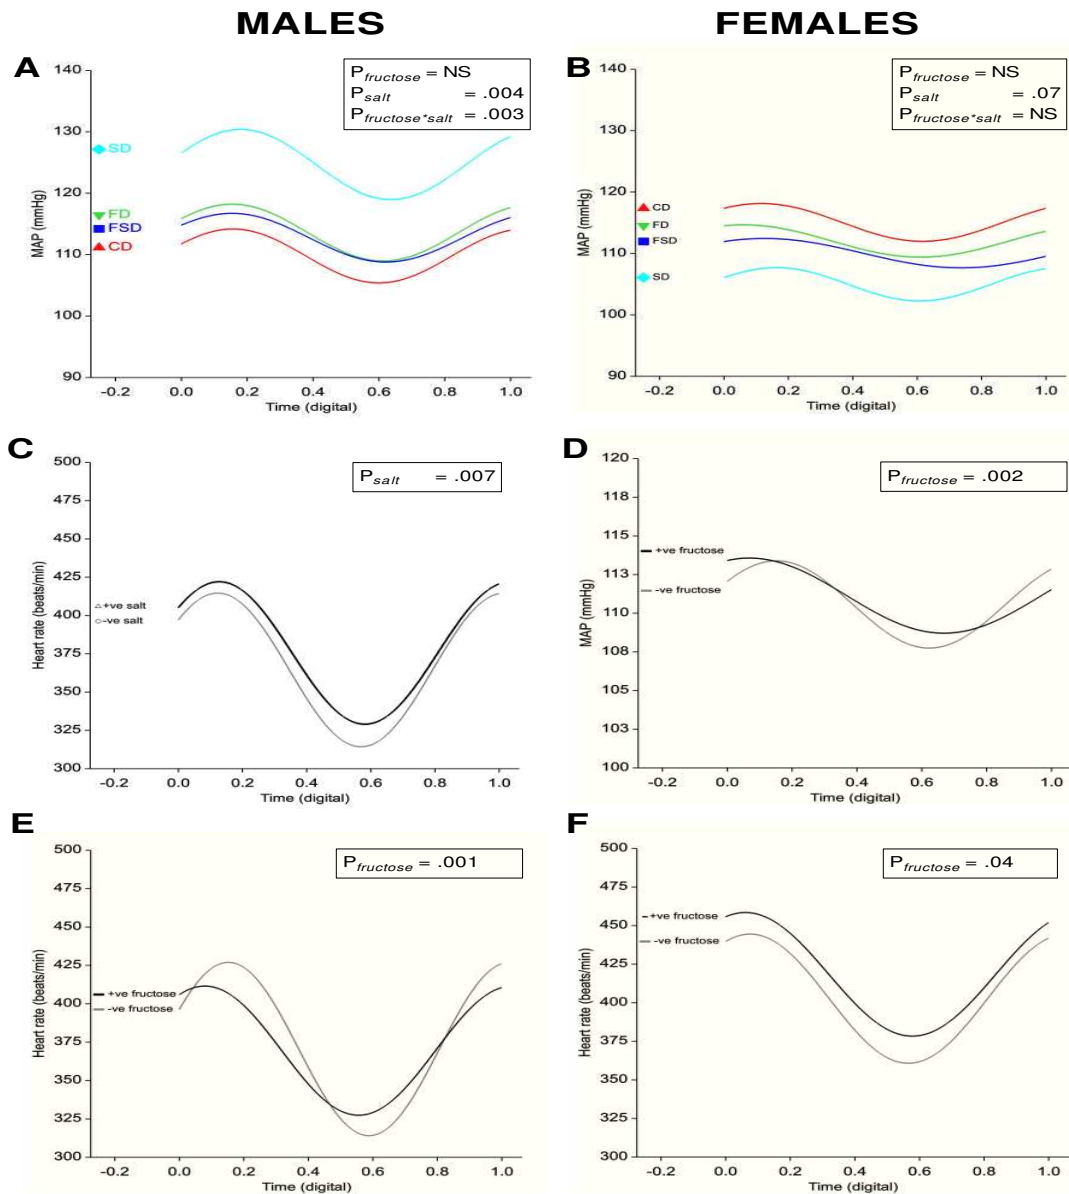 MALES
FEMALES
A
P fructose = NS
P salt = .004
P fructose*salt = .003
140
130
120
110
100
90
MAP (mmHg)
SD
FD
FSD
CD
-0.2 0.0 0.2 0.4 0.6 0.8 1.0
Time (digital)
B
P fructose = NS
P salt = .07
P fructose*salt = NS
140
130
120
110
100
90
MAP (mmHg)
CD
FD
FSD
SD
-0.2 0.0 0.2 0.4 0.6 0.8 1.0
Time (digital)
C
P salt = .007
500
475
450
425
400
375
350
325
300
Heart rate (beats/min)
+ve salt
-ve salt
-0.2 0.0 0.2 0.4 0.6 0.8 1.0
Time (digital)
D
P fructose = .002
120
118
115
113
110
108
105
103
100
MAP (mmHg)
+ve fructose
-ve fructose
-0.2 0.0 0.2 0.4 0.6 0.8 1.0
Time (digital)
E
P fructose = .001
500
475
450
425
400
375
350
325
300
Heart rate (beats/min)
+ve fructose
-ve fructose
-0.2 0.0 0.2 0.4 0.6 0.8 1.0
Time (digital)
F
P fructose = .04
500
475
450
425
400
375
350
325
300
Heart rate (beats/min)
+ve fructose
-ve fructose
-0.2 0.0 0.2 0.4 0.6 0.8 1.0
Time (digital)